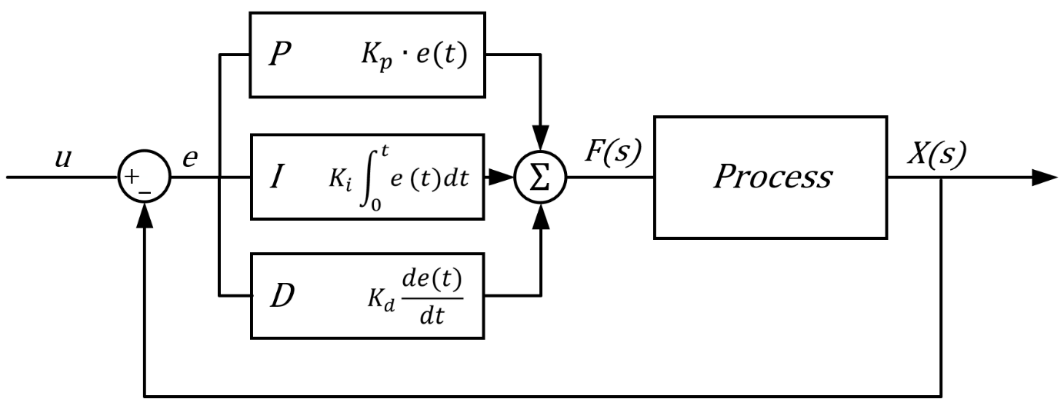 P K_p · e(t)
u
+
−
e
I K_i ∫_0^t e (t)dt
Σ
F(s)
Process
X(s)
D K_d de(t)/dt